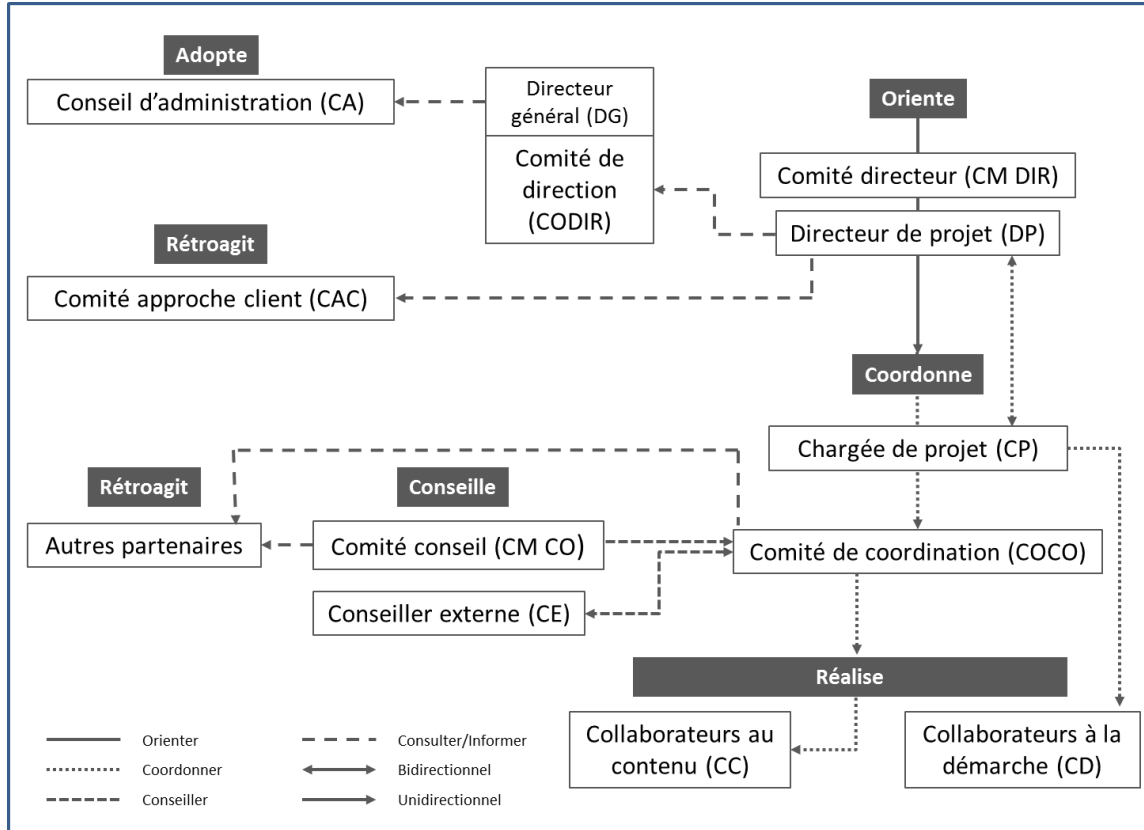 Adopte
Conseil d'administration (CA)
Directeur
général (DG)
Comité de
direction
(CODIR)
Oriente
Comité directeur (CM DIR)
Directeur de projet (DP)
Rétroagit
Comité approche client (CAC)
Coordonne
Chargée de projet (CP)
Rétroagit
Autres partenaires
Conseille
Comité conseil (CM CO)
Comité de coordination (COCO)
Conseiller externe (CE)
Réalise
Collaborateurs au
contenu (CC)
Collaborateurs à la
démarche (CD)
Orienter
Coordonner
Conseiller
Consulter/Informer
Bidirectionnel
Unidirectionnel